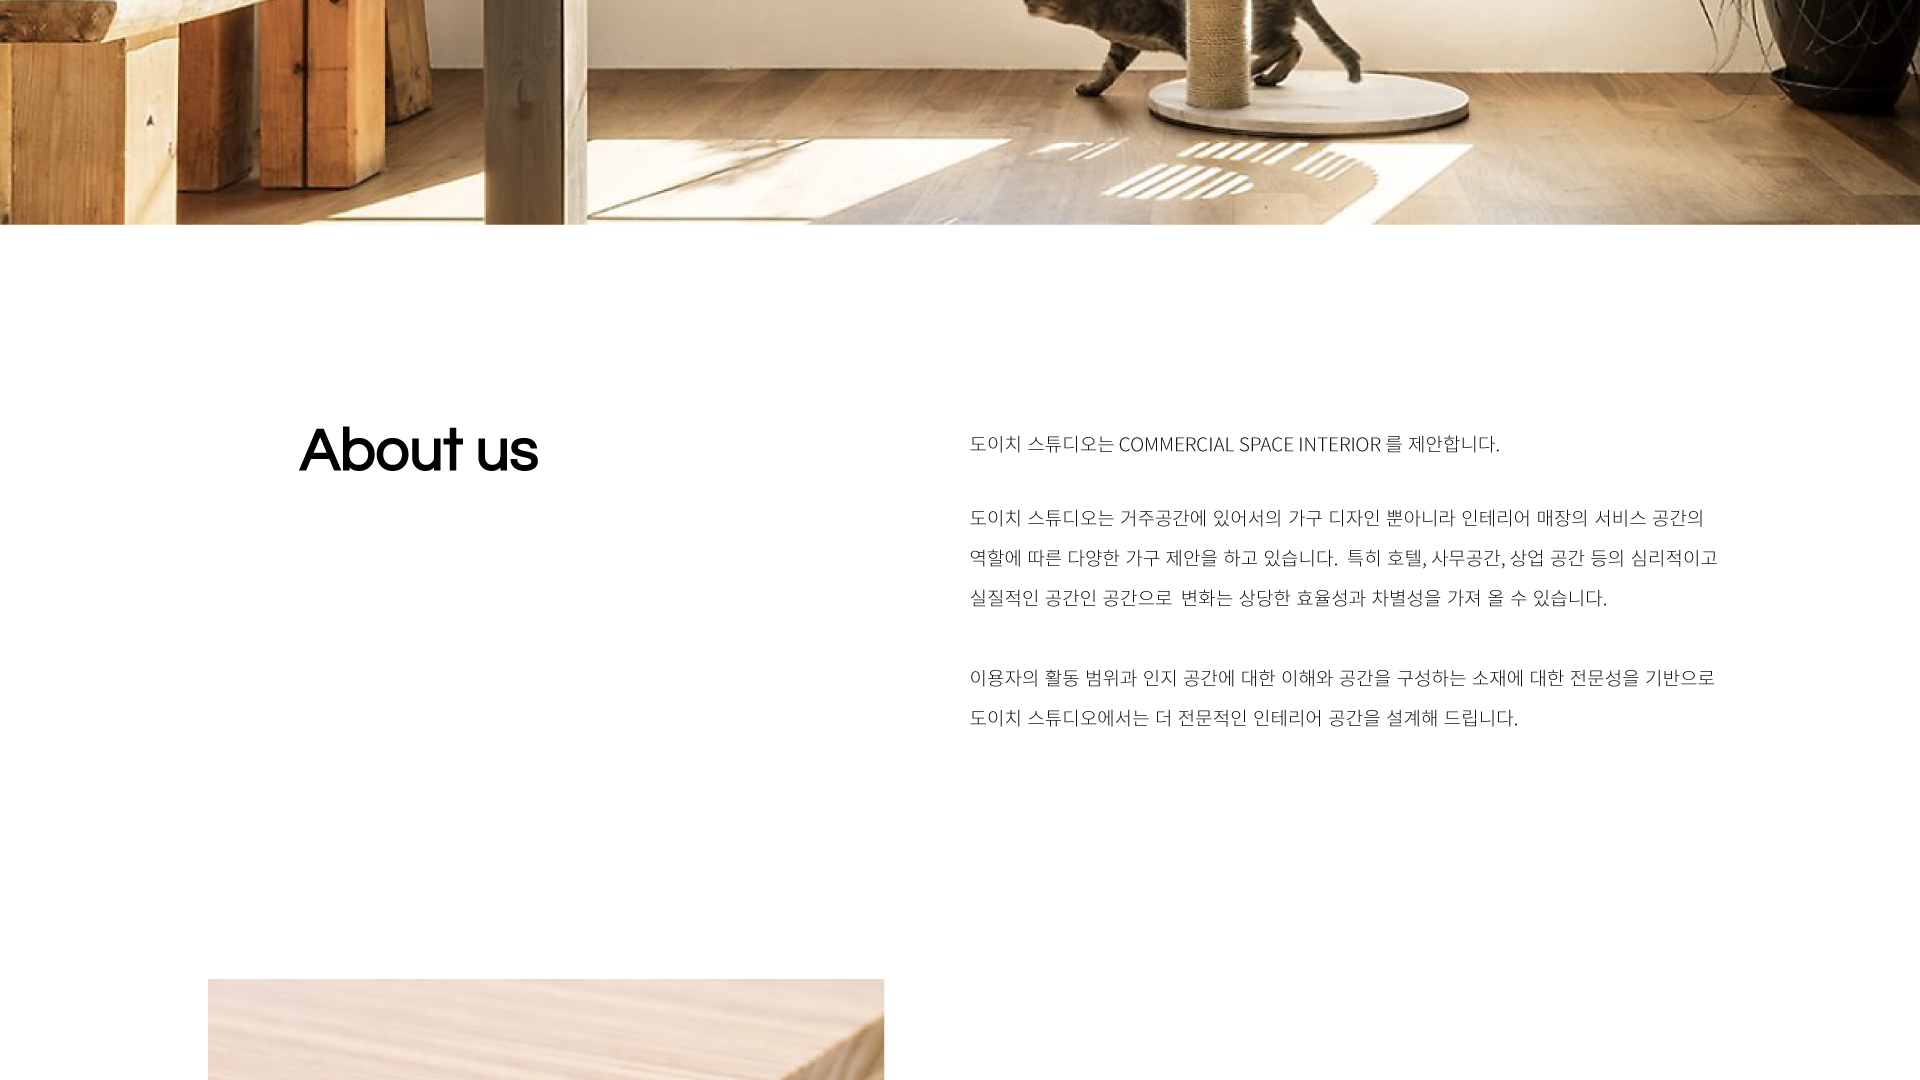 About us
도이치 스튜디오는 COMMERCIAL SPACE INTERIOR 를 제안합니다.
도이치 스튜디오는 거주공간에 있어서의 가구 디자인 뿐아니라 인테리어 매장의 서비스 공간의
역할에 따른 다양한 가구 제안을 하고 있습니다. 특히 호텔, 사무공간, 상업 공간 등의 심리적이고
실질적인 공간인 공간으로 변화는 상당한 효율성과 차별성을 가져 올 수 있습니다.
이용자의 활동 범위과 인지 공간에 대한 이해와 공간을 구성하는 소재에 대한 전문성을 기반으로
도이치 스튜디오에서는 더 전문적인 인테리어 공간을 설계해 드립니다.